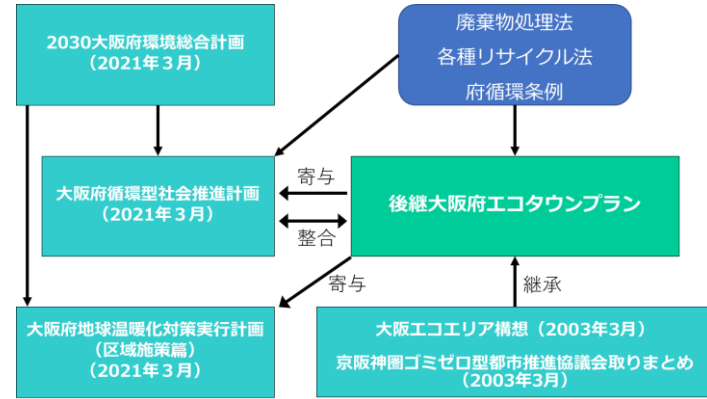 2030大阪府環境総合計画
（2021年３月）
廃棄物処理法
各種リサイクル法
府循環条例
大阪府循環型社会推進計画
（2021年３月）
寄与
整合
後継大阪府エコタウンプラン
寄与
継承
大阪府地球温暖化対策実行計画
（区域施策篇）
（2021年３月）
大阪エコエリア構想（2003年3月）
京阪神圏ゴミゼロ型都市推進協議会取りまとめ
（2003年3月）